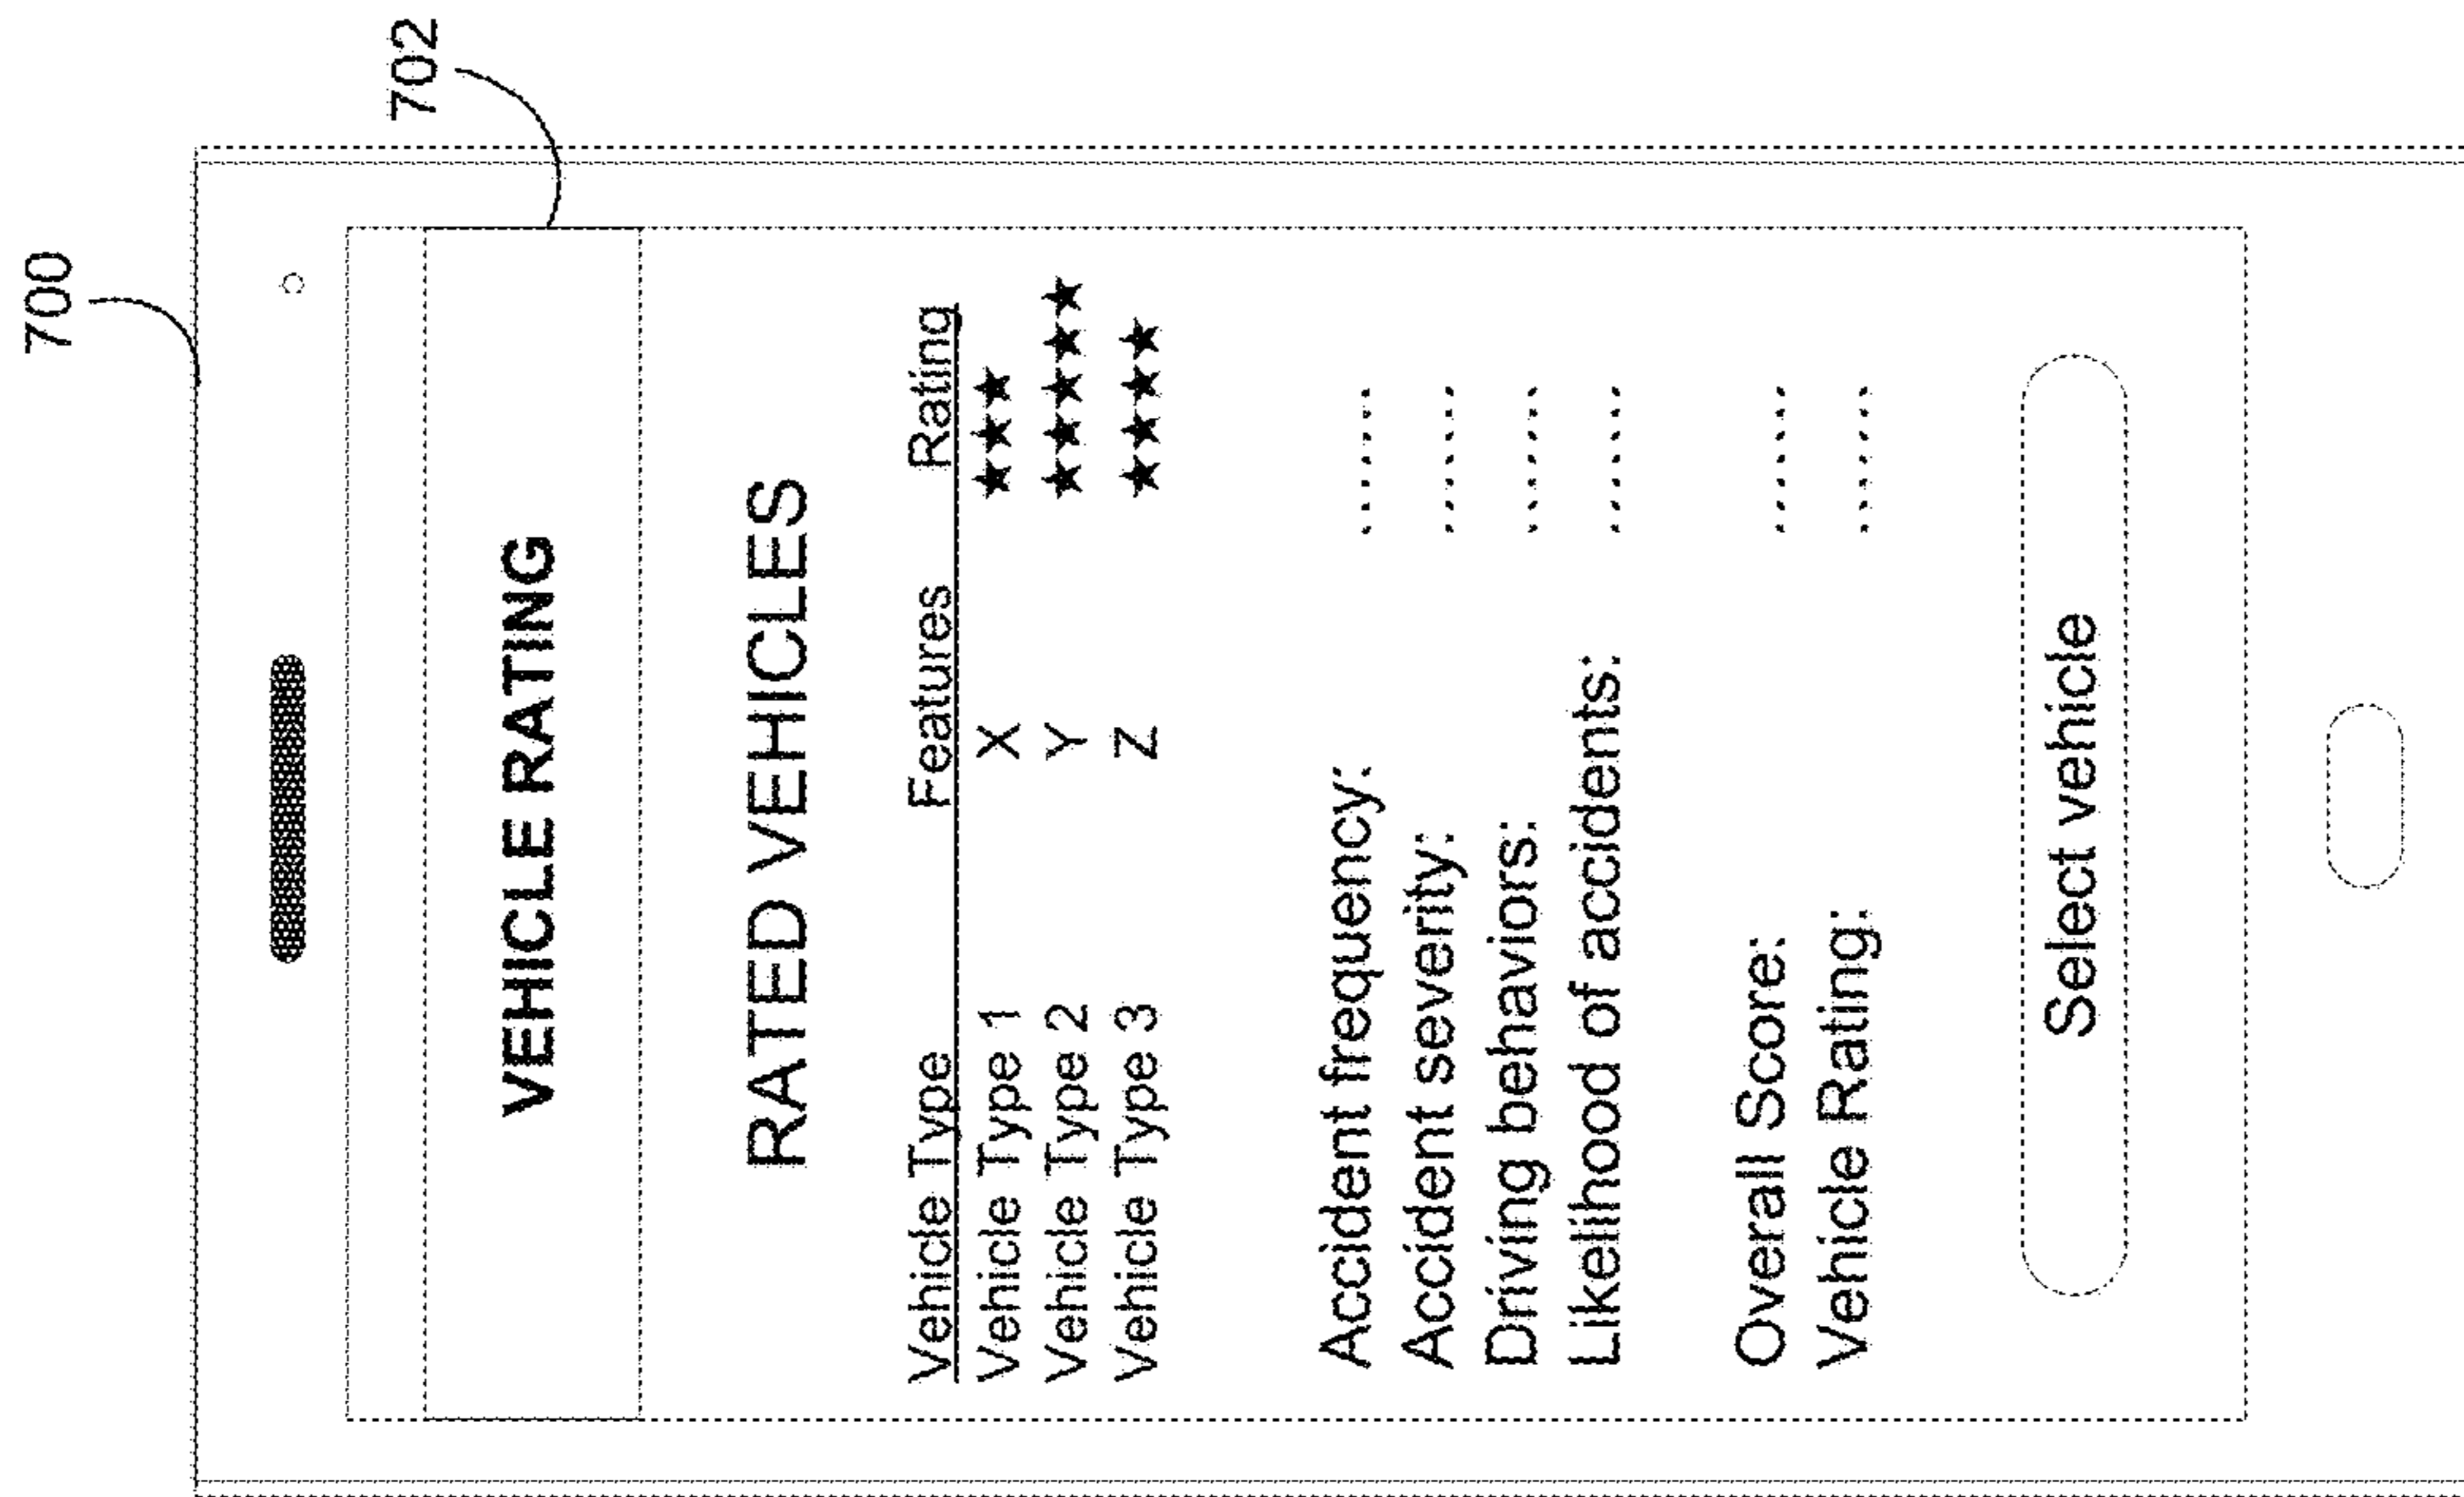 700
702
VEHICLE RATING
RATED VEHICLES
Vehicle Type Features Rating
Vehicle Type 1 X ★★★
Vehicle Type 2 Y ★★★★★
Vehicle Type 3 Z ★★★★
Accident frequency: ......
Accident severity: ......
Driving behaviors: ......
Likelihood of accidents: ......
Overall Score: ......
Vehicle Rating: ......
Select vehicle